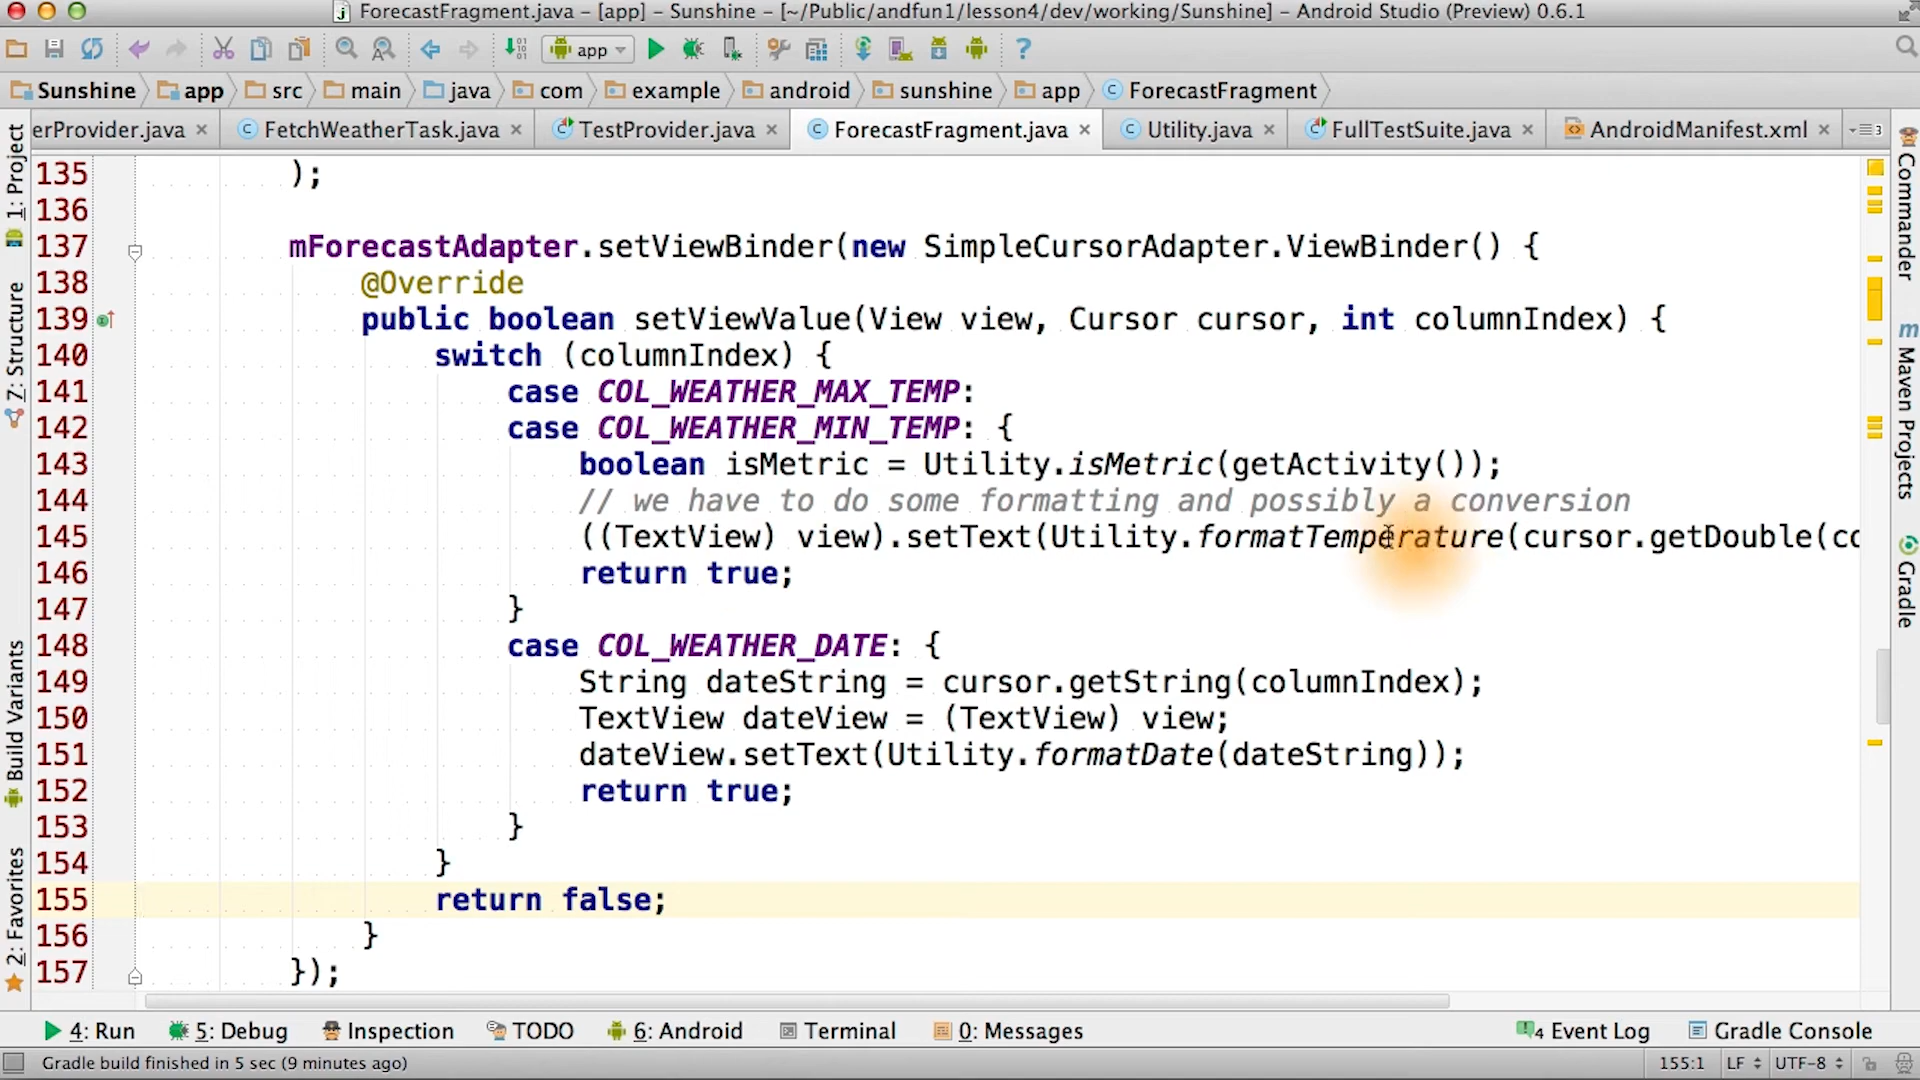 ForecastFragment.java – [app] – Sunshine – [~/Public/andfun1/lesson4/dev/working/Sunshine] – Android Studio (Preview) 0.6.1
app
Sunshine app src main java com example android sunshine app ForecastFragment
erProvider.java FetchWeatherTask.java TestProvider.java ForecastFragment.java Utility.java FullTestSuite.java AndroidManifest.xml 3
1: Project
7: Structure
Build Variants
2: Favorites
135 );
136
137 mForecastAdapter.setViewBinder(new SimpleCursorAdapter.ViewBinder() {
138 @Override
139 public boolean setViewValue(View view, Cursor cursor, int columnIndex) {
140 switch (columnIndex) {
141 case COL_WEATHER_MAX_TEMP:
142 case COL_WEATHER_MIN_TEMP: {
143 boolean isMetric = Utility.isMetric(getActivity());
144 // we have to do some formatting and possibly a conversion
145 ((TextView) view).setText(Utility.formatTemperature(cursor.getDouble(co
146 return true;
147 }
148 case COL_WEATHER_DATE: {
149 String dateString = cursor.getString(columnIndex);
150 TextView dateView = (TextView) view;
151 dateView.setText(Utility.formatDate(dateString));
152 return true;
153 }
154 }
155 return false;
156 }
157 });
Commander
m Maven Projects
Gradle
4: Run 5: Debug Inspection TODO 6: Android Terminal 0: Messages 4 Event Log Gradle Console
Gradle build finished in 5 sec (9 minutes ago) 155:1 LF UTF-8